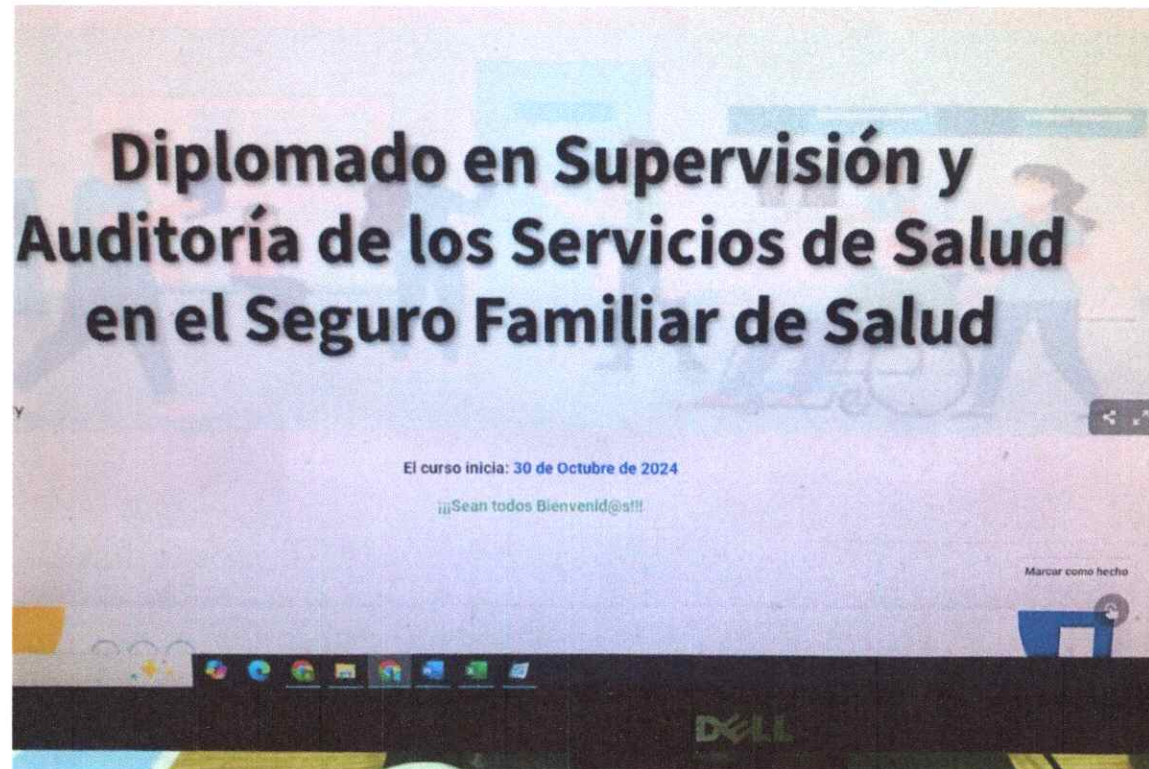 Diplomado en Supervisión y
Auditoría de los Servicios de Salud
en el Seguro Familiar de Salud
y
El curso inicia: 30 de Octubre de 2024
¡¡¡Sean todos Bienvenid@s!!!
Marcar como hecho
DELL